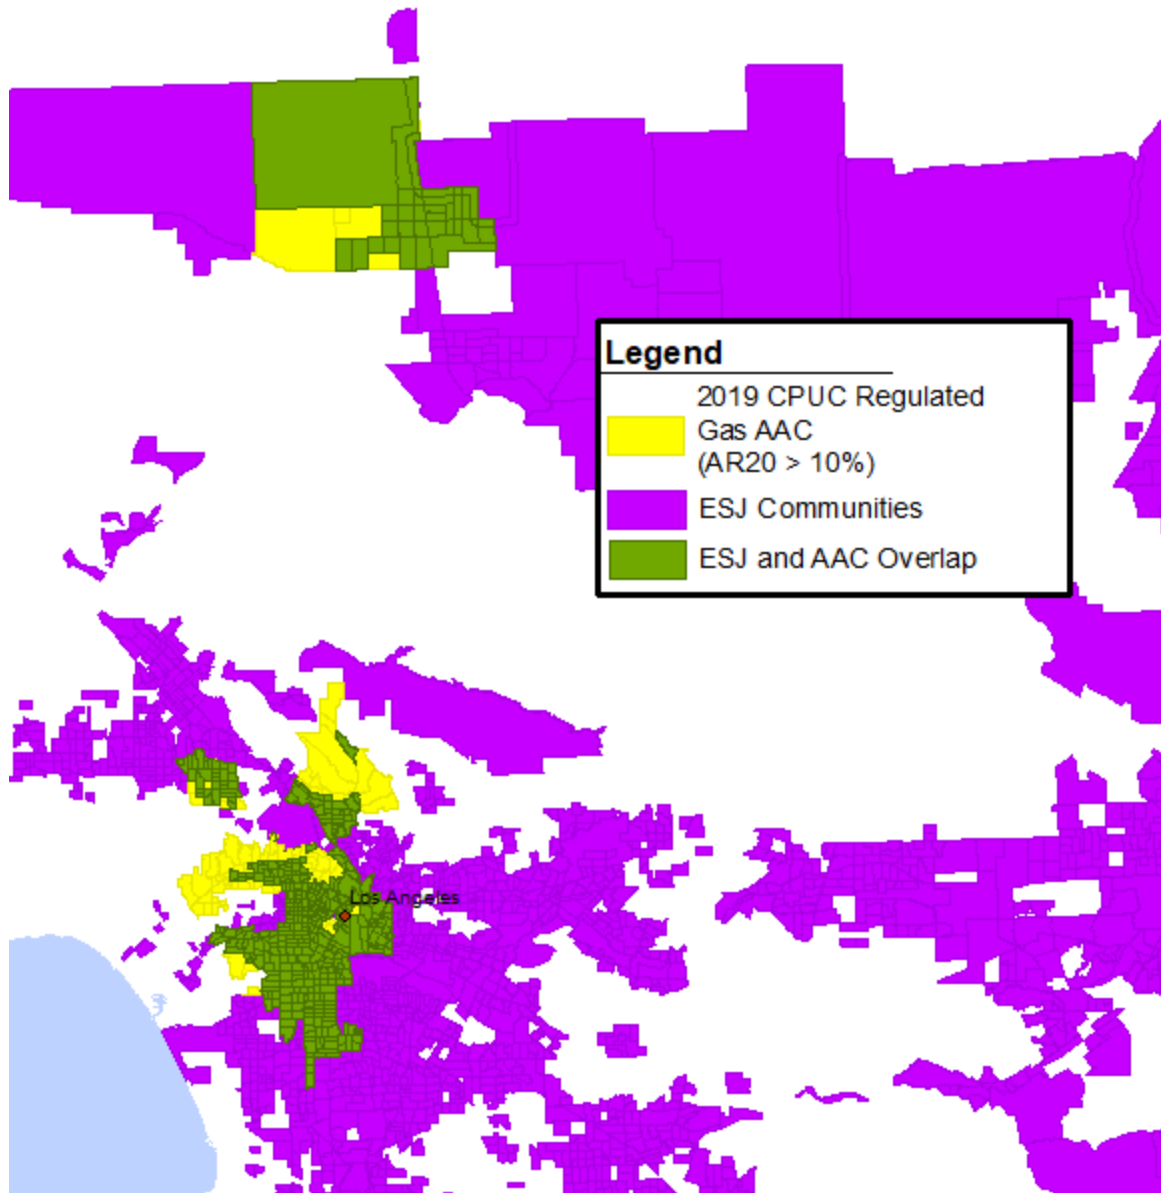 Legend
2019 CPUC Regulated
Gas AAC
(AR20 > 10%)
ESJ Communities
ESJ and AAC Overlap
Los Angeles